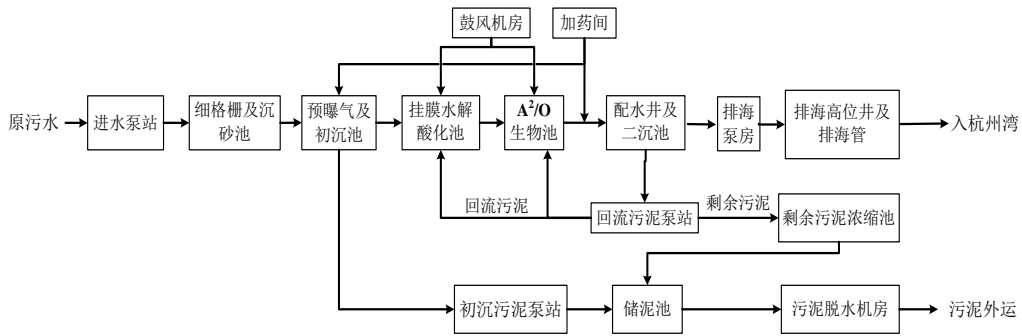 鼓风机房
加药间
原污水
进水泵站
细格栅及沉
砂池
预曝气及
初沉池
挂膜水解
酸化池
A²/O
生物池
配水井及
二沉池
排海
泵房
排海高位井及
排海管
入杭州湾
回流污泥
回流污泥泵站
剩余污泥
剩余污泥浓缩池
初沉污泥泵站
储泥池
污泥脱水机房
污泥外运